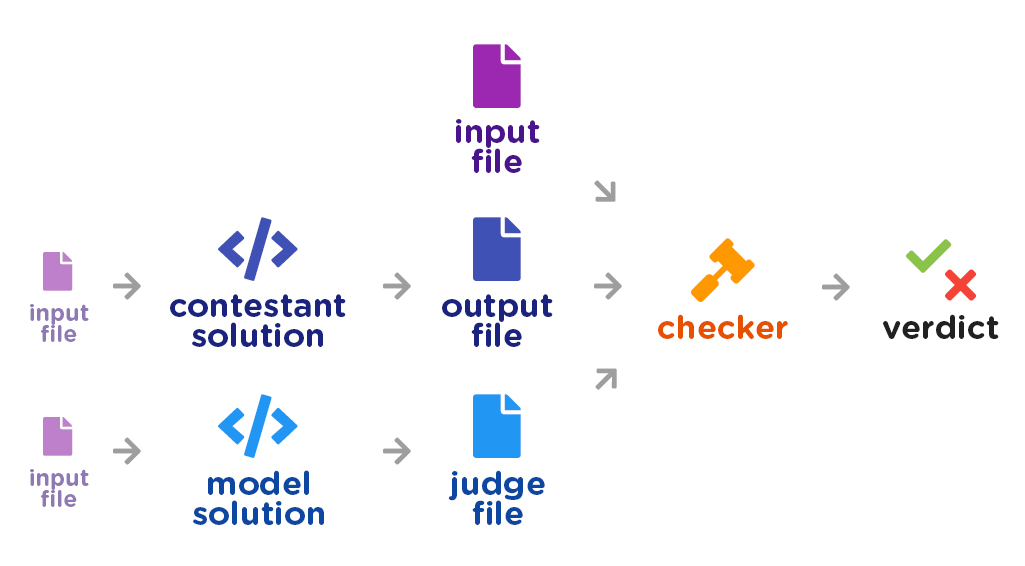 input
file
input
file
contestant
solution
output
file
checker
verdict
input
file
model
solution
judge
file